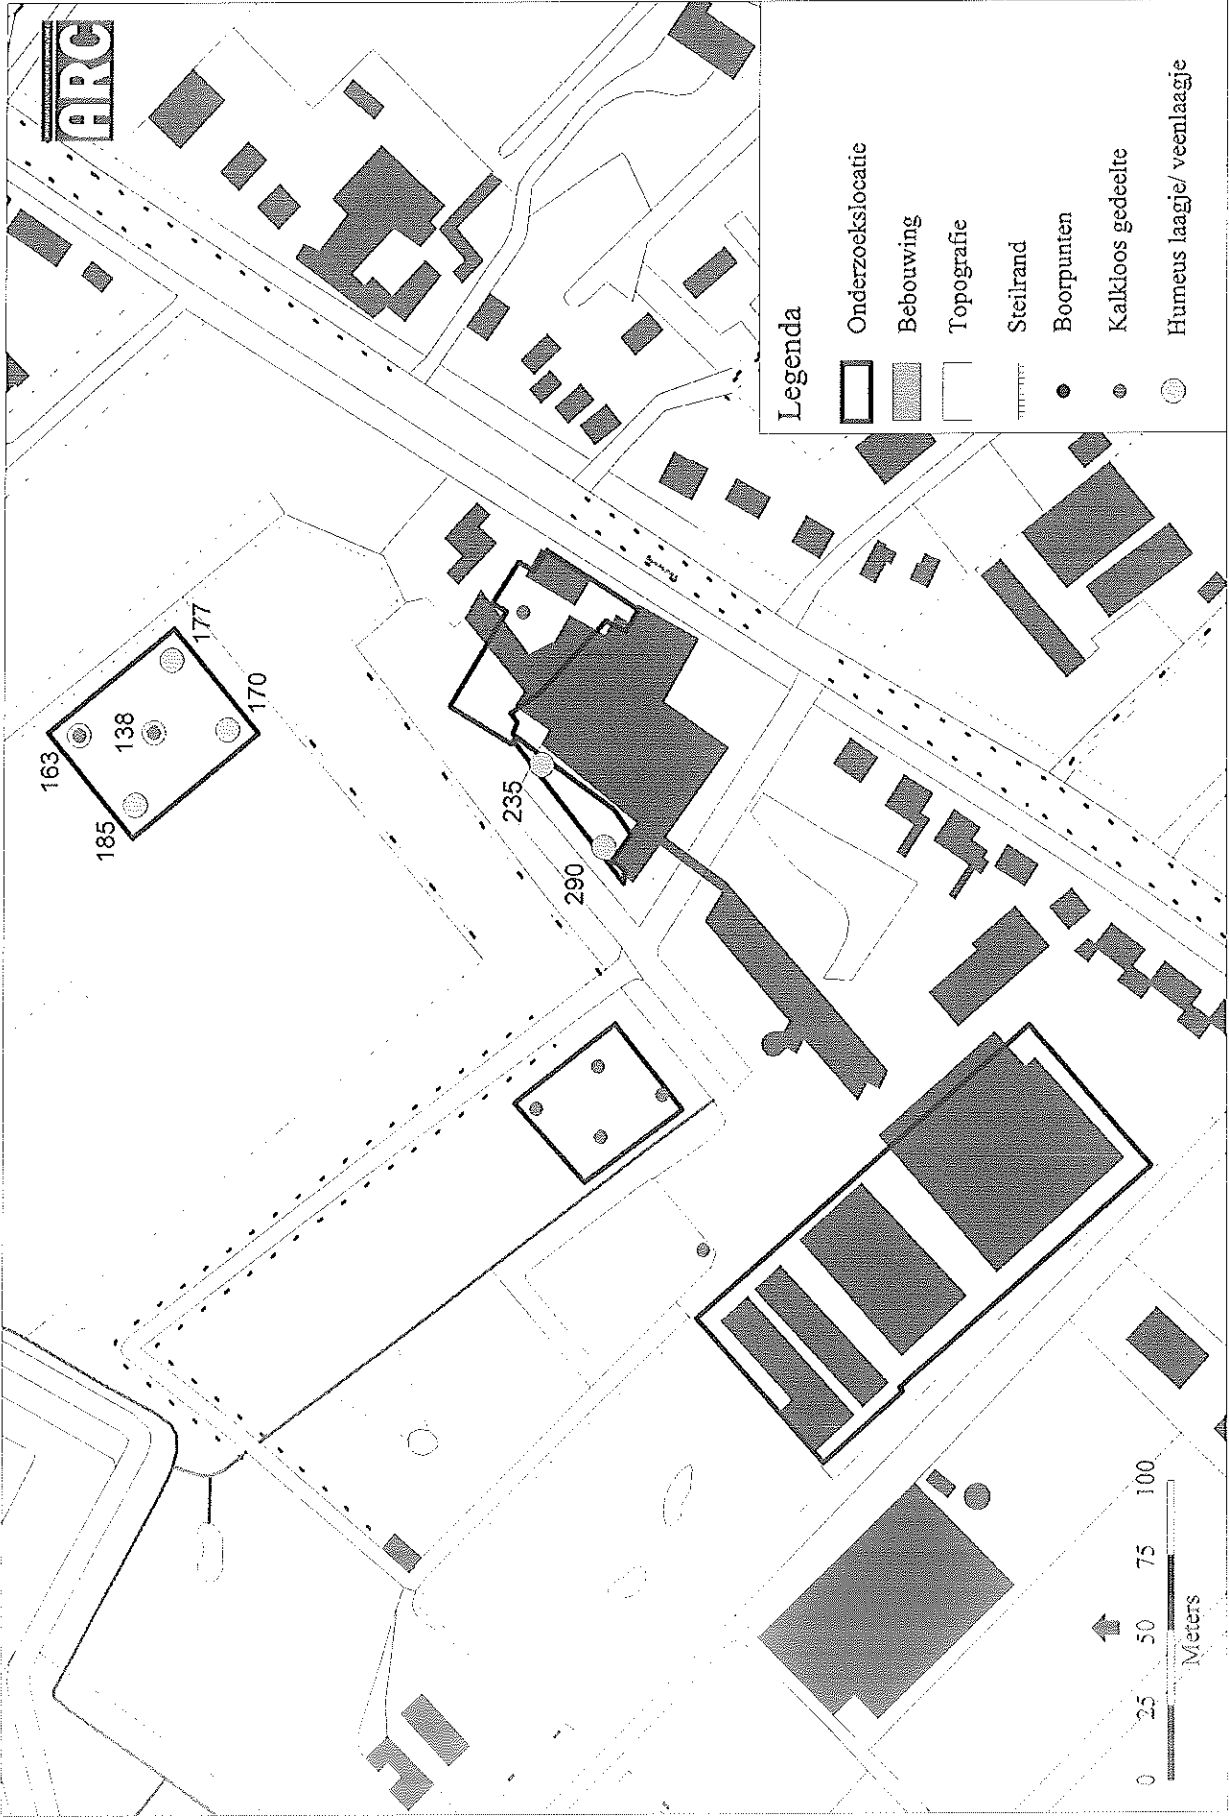 ARC
163
138
177
185
170
235
290
Legenda
Onderzoekslocatie
Bebouwing
Topografie
Steilrand
Boorpunten
Kalkloos gedeelte
Humeus laagje/ veenlaagje
0 25 50 75 100
Meters